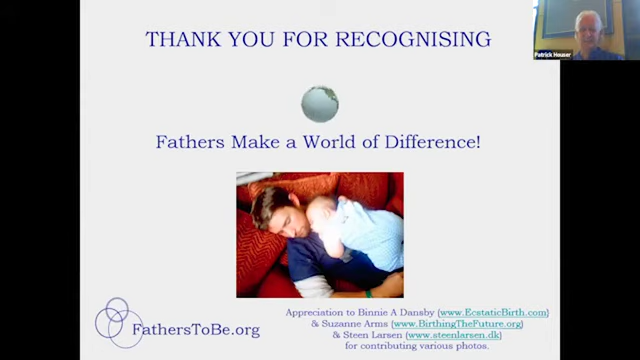 THANK YOU FOR RECOGNISING
Patrick Houser
Fathers Make a World of Difference!
FathersToBe.org
Appreciation to Binnie A Dansby (www.EcstaticBirth.com)
& Suzanne Arms (www.BirthingTheFuture.org)
& Steen Larsen (www.steenlarsen.dk)
for contributing various photos.